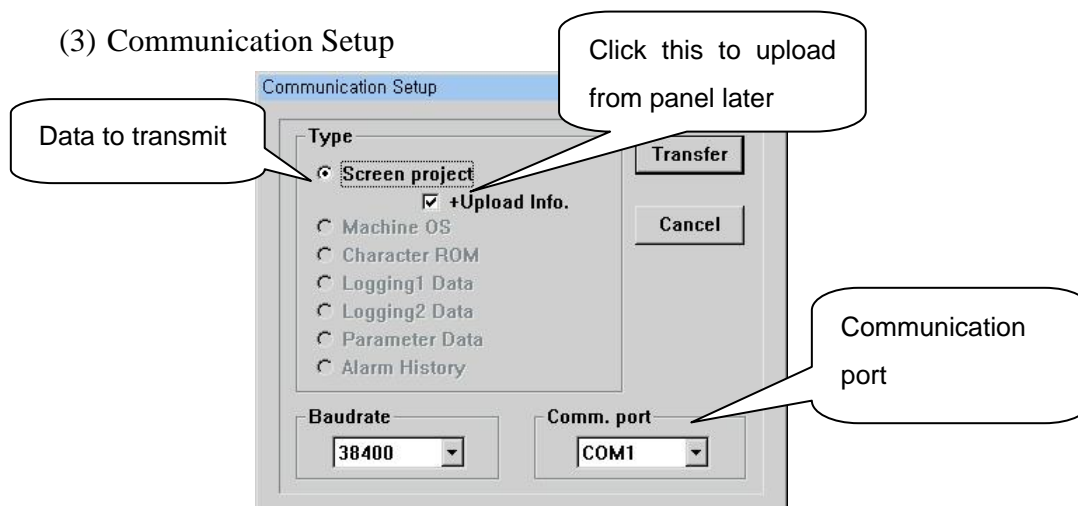 (3) Communication Setup
Click this to upload
from panel later
Communication Setup
Data to transmit
Type
Screen project
+Upload Info.
Machine OS
Character ROM
Logging1 Data
Logging2 Data
Parameter Data
Alarm History
Transfer
Cancel
Communication
port
Baudrate
38400
Comm. port
COM1